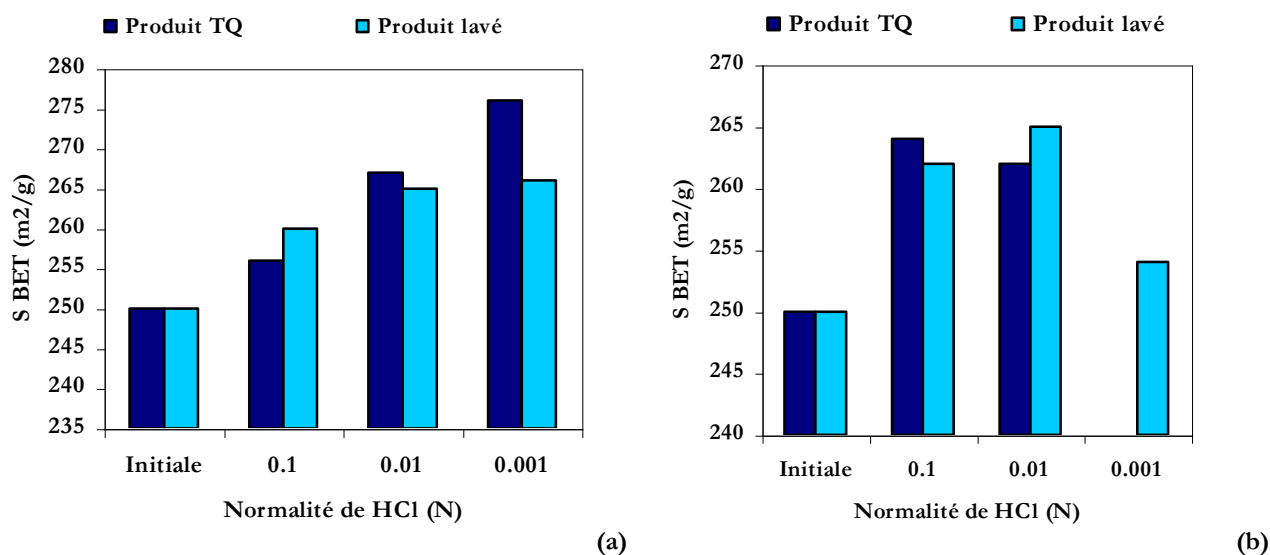 Produit TQ
Produit lavé
280
275
270
265
260
255
250
245
240
235
S BET (m2/g)
Initiale
0.1
0.01
0.001
Normalité de HCl (N)
(a)
Produit TQ
Produit lavé
270
265
260
255
250
245
240
S BET (m2/g)
Initiale
0.1
0.01
0.001
Normalité de HCl (N)
(b)